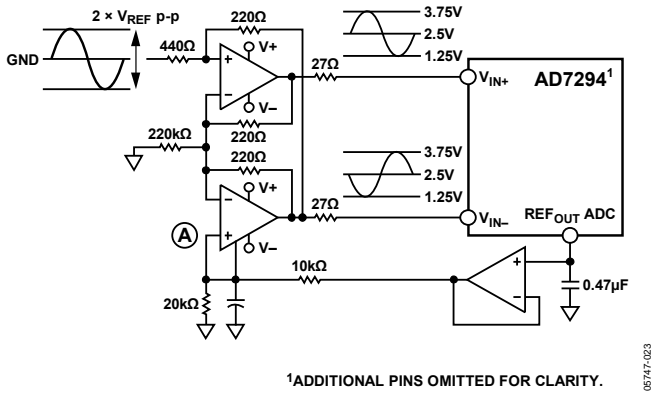 2 × VREF p-p
GND
440Ω
220Ω
V+
V–
27Ω
3.75V
2.5V
1.25V
VIN+
AD7294¹
220kΩ
220Ω
220Ω
V+
V–
27Ω
3.75V
2.5V
1.25V
VIN–
REFOUT ADC
A
10kΩ
20kΩ
0.47µF
¹ADDITIONAL PINS OMITTED FOR CLARITY.
05747-023